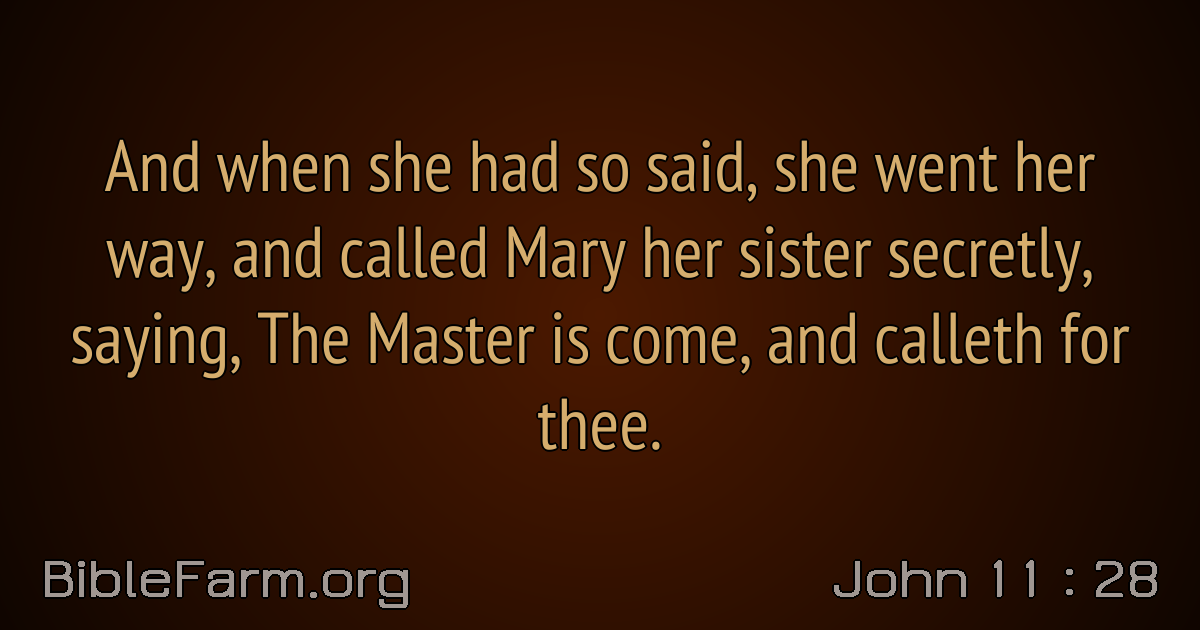 And when she had so said, she went her
way, and called Mary her sister secretly,
saying, The Master is come, and calleth for
thee.
BibleFarm.org
John 11 : 28